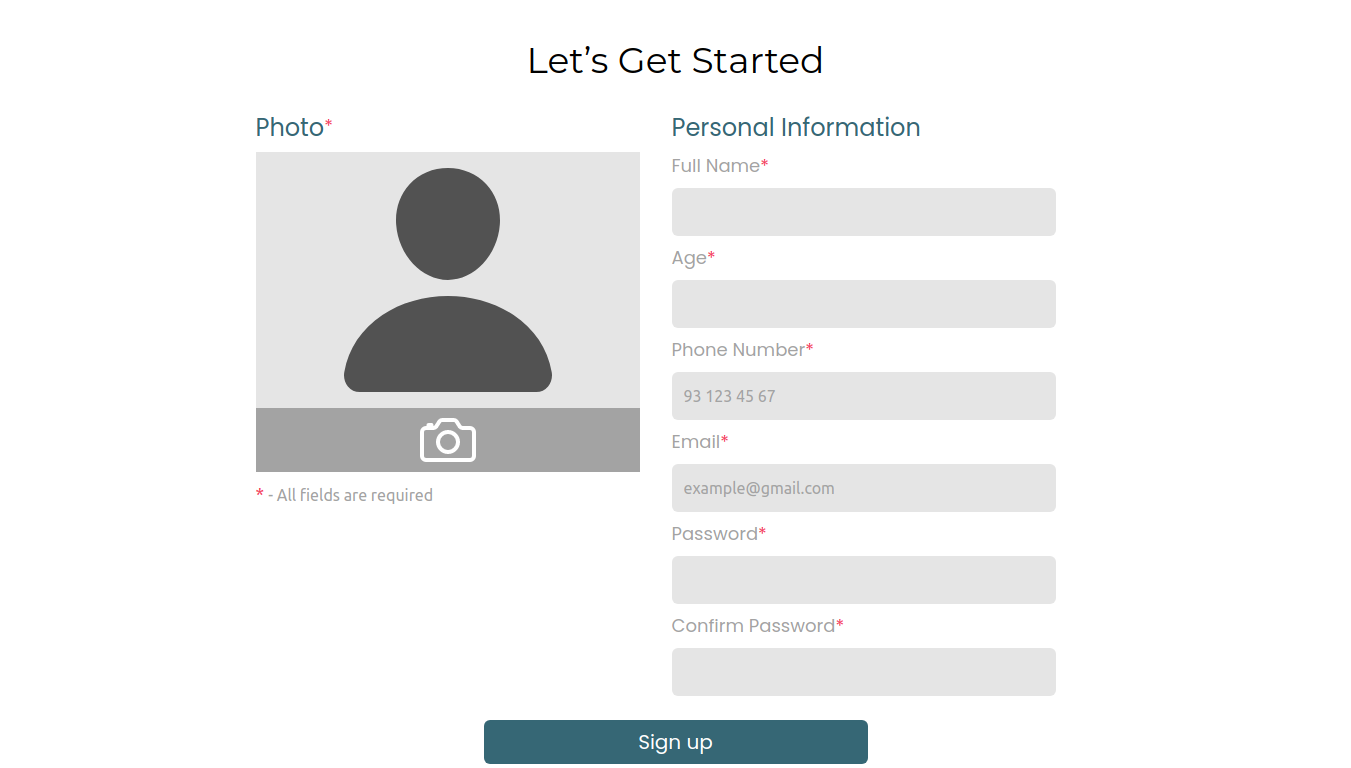 Let’s Get Started
Photo*
* - All fields are required
Personal Information
Full Name*
Age*
Phone Number*
93 123 45 67
Email*
example@gmail.com
Password*
Confirm Password*
Sign up